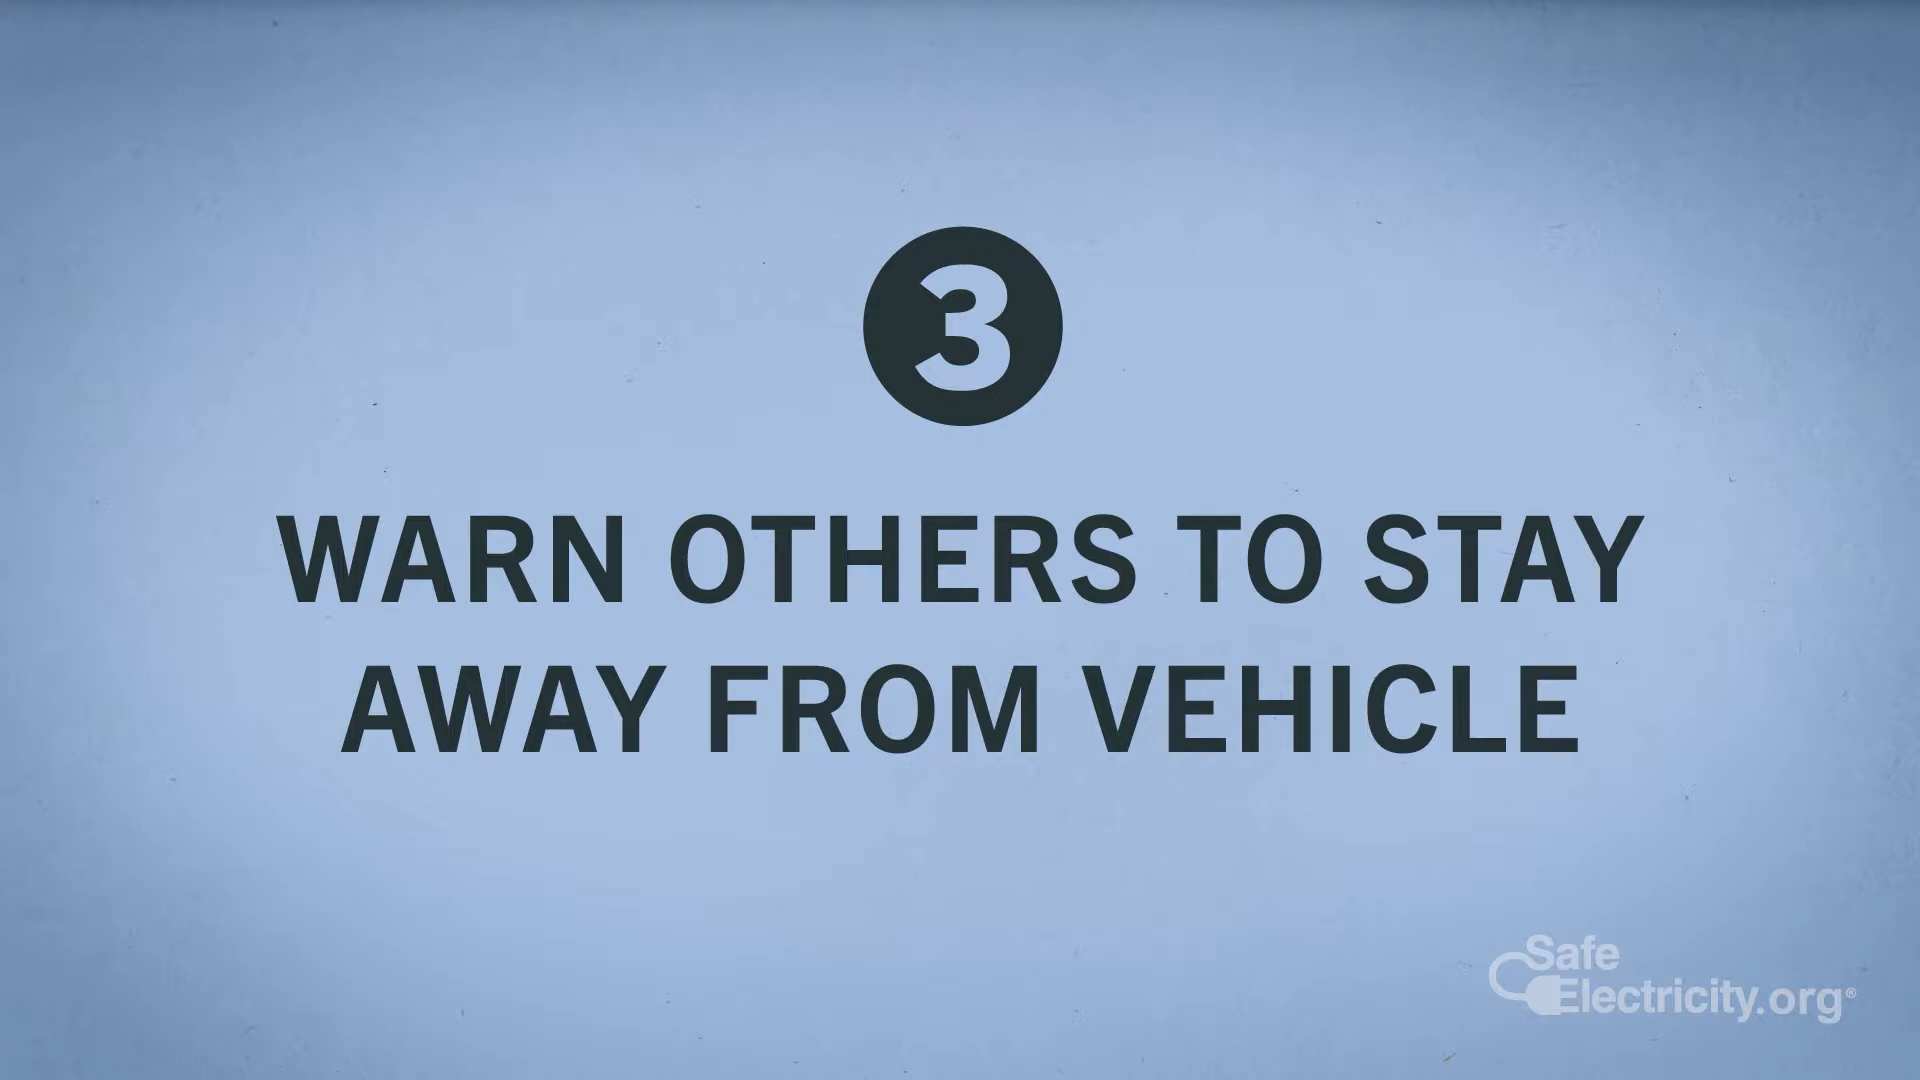 3
WARN OTHERS TO STAY
AWAY FROM VEHICLE
Safe
Electricity.org®